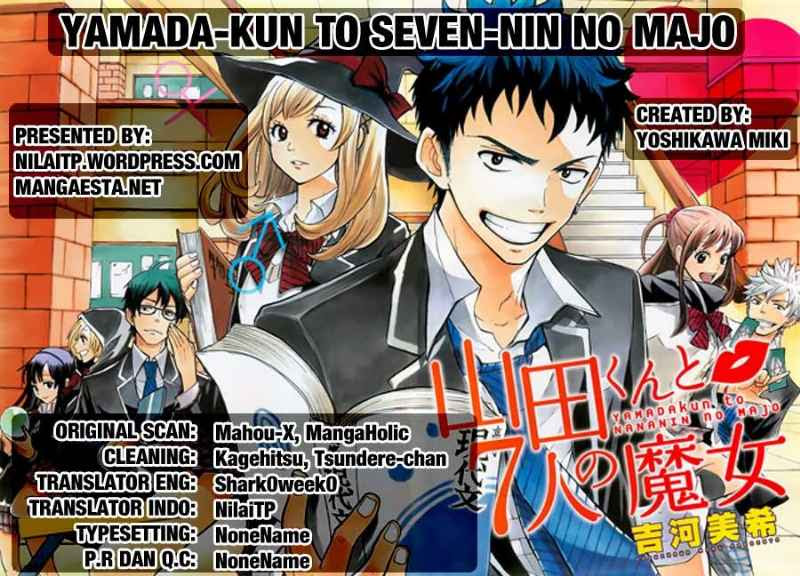 YAMADA-KUN TO SEVEN-NIN NO MAJO
PRESENTED BY:
NILAITP.WORDPRESS.COM
MANGAESTA.NET
CREATED BY:
YOSHIKAWA MIKI
山田くんと
YAMADAkun to
NANANIN no MAJO
7人の魔女
吉河美希
現代文
ORIGINAL SCAN: Mahou-X, MangaHolic
CLEANING: Kagehitsu, Tsundere-chan
TRANSLATOR ENG: Shark0week0
TRANSLATOR INDO: NilaiTP
TYPESETTING: NoneName
P.R DAN Q.C: NoneName